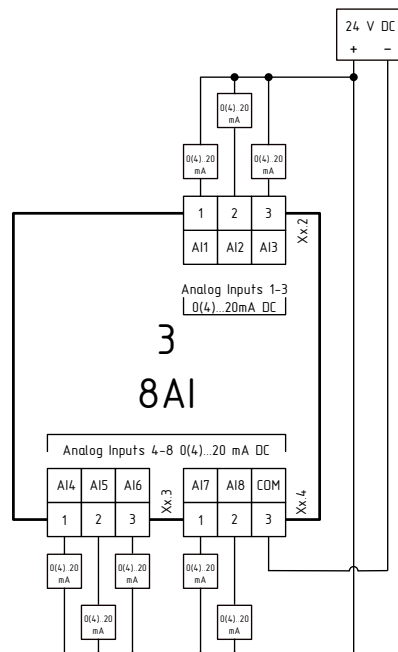 24 V DC
+ -
0(4)..20
mA
0(4)..20
mA
0(4)..20
mA
1 2 3
AI1 AI2 AI3
Xx.2
Analog Inputs 1-3
0(4)...20mA DC
3
8AI
Analog Inputs 4-8 0(4)...20 mA DC
AI4 AI5 AI6
1 2 3
Xx.3
AI7 AI8 COM
1 2 3
Xx.4
0(4)..20
mA
0(4)..20
mA
0(4)..20
mA
0(4)..20
mA
0(4)..20
mA